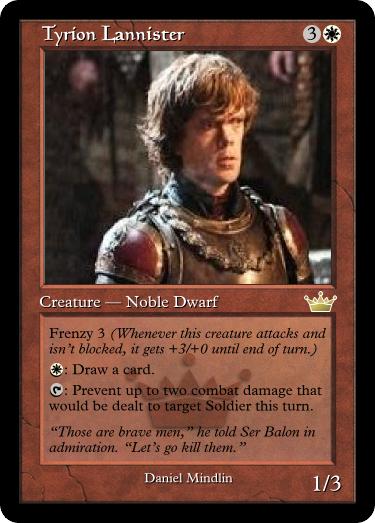 Tyrion Lannister 3
Creature — Noble Dwarf
Frenzy 3 (Whenever this creature attacks and
isn't blocked, it gets +3/+0 until end of turn.)
: Draw a card.
: Prevent up to two combat damage that
would be dealt to target Soldier this turn.
"Those are brave men," he told Ser Balon in
admiration. "Let's go kill them."
Daniel Mindlin
1/3